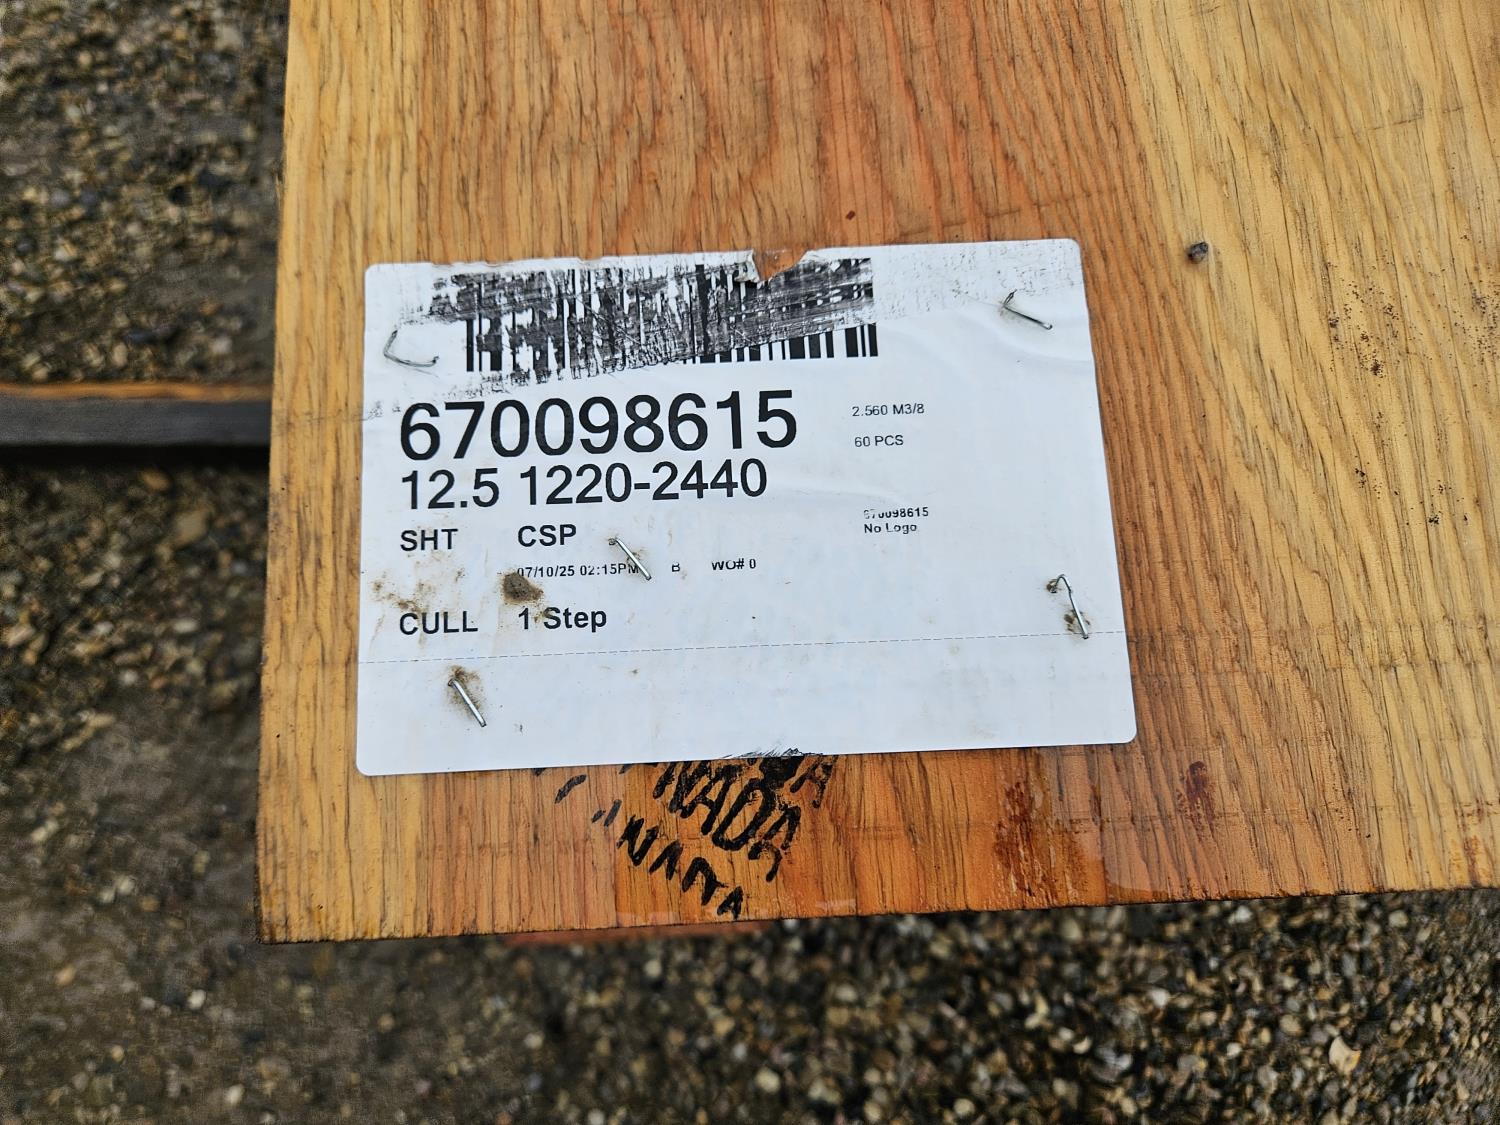 670098615
2.560 M3/8
60 PCS
12.5 1220-2440
SHT CSP
670098615
No Logo
07/10/25 02:15PM B WO# 0
CULL 1 Step